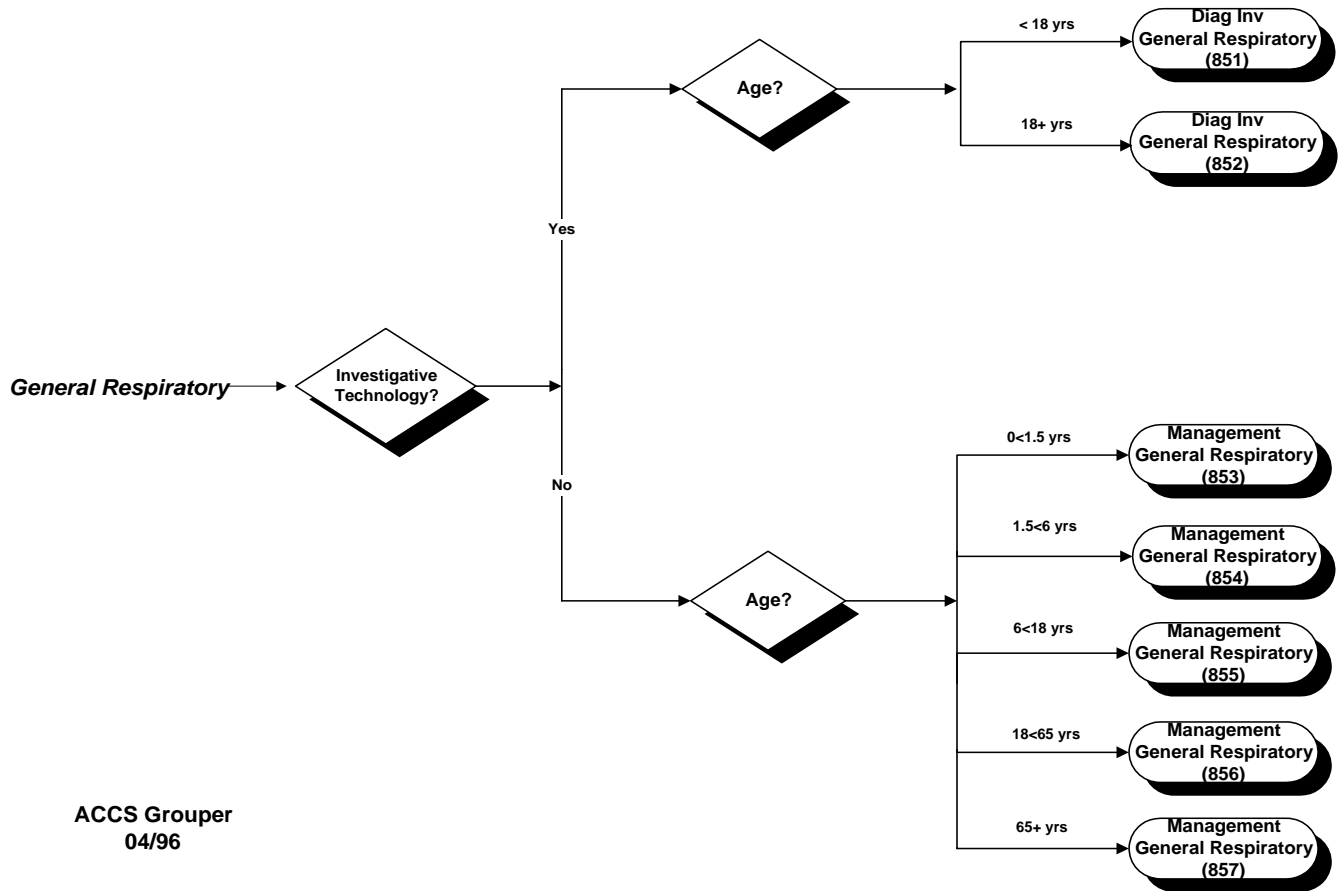 < 18 yrs
Diag Inv
General Respiratory
(851)
Age?
18+ yrs
Diag Inv
General Respiratory
(852)
Yes
General Respiratory
Investigative
Technology?
No
0<1.5 yrs
Management
General Respiratory
(853)
1.5<6 yrs
Management
General Respiratory
(854)
Age?
6<18 yrs
Management
General Respiratory
(855)
18<65 yrs
Management
General Respiratory
(856)
65+ yrs
Management
General Respiratory
(857)
ACCS Grouper
04/96